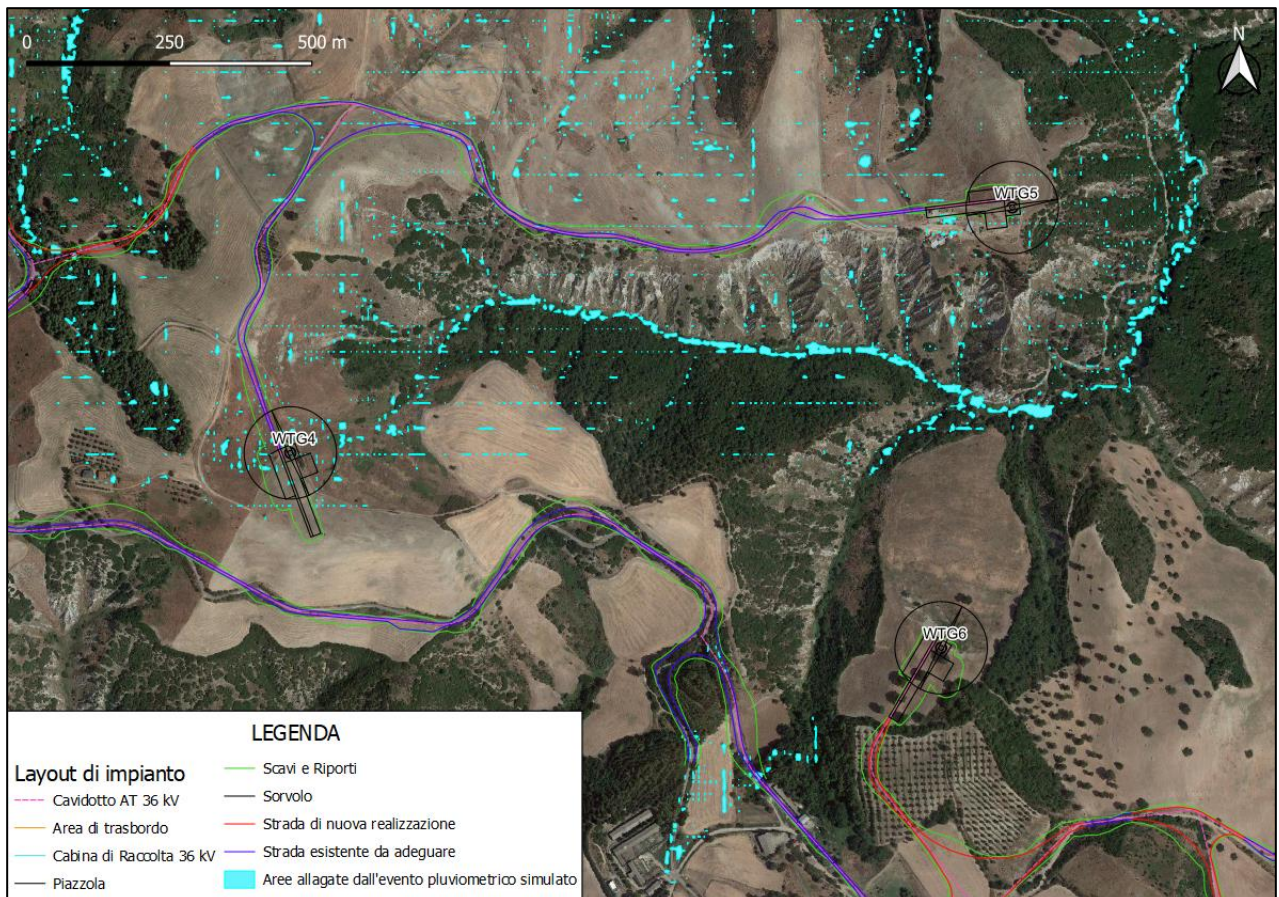 0 250 500 m
N
WTG5
WTG4
WTG6
LEGENDA
Layout di impianto
Cavidotto AT 36 kV
Area di trasbordo
Cabina di Raccolta 36 kV
Piazzola
Scavi e Riporti
Sorvolo
Strada di nuova realizzazione
Strada esistente da adeguare
Aree allagate dall'evento pluviometrico simulato